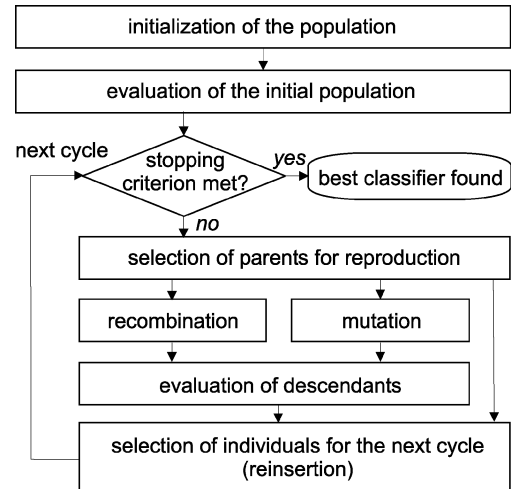 initialization of the population
evaluation of the initial population
next cycle
stopping
criterion met?
yes
best classifier found
no
selection of parents for reproduction
recombination
mutation
evaluation of descendants
selection of individuals for the next cycle
(reinsertion)